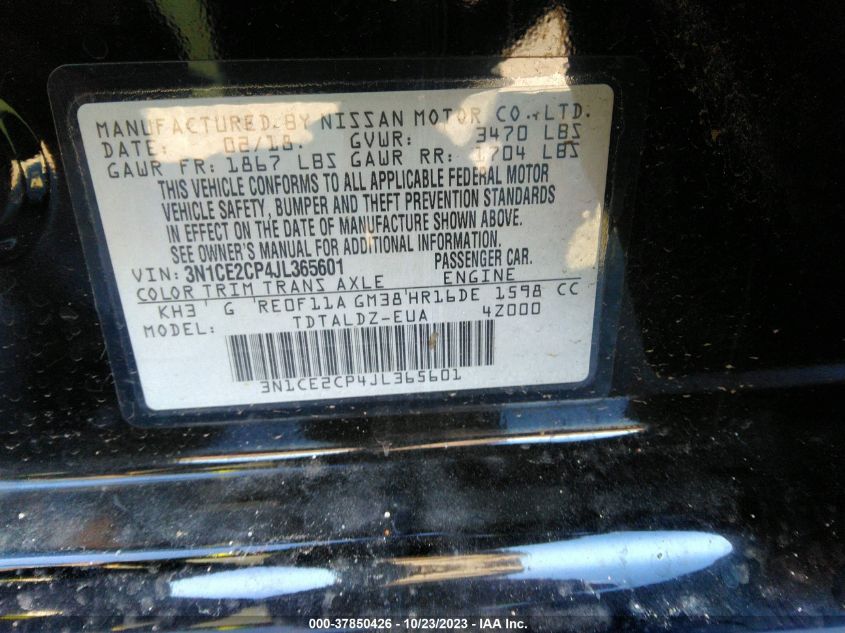 MANUFACTURED BY NISSAN MOTOR CO., LTD.
DATE: 02/18. GVWR: 3470 LBS
GAWR FR: 1867 LBS GAWR RR: 1704 LBS
THIS VEHICLE CONFORMS TO ALL APPLICABLE FEDERAL MOTOR
VEHICLE SAFETY, BUMPER AND THEFT PREVENTION STANDARDS
IN EFFECT ON THE DATE OF MANUFACTURE SHOWN ABOVE.
SEE OWNER'S MANUAL FOR ADDITIONAL INFORMATION.
VIN: 3N1CE2CP4JL365601 PASSENGER CAR.
COLOR TRIM TRANS AXLE ENGINE
KH3 ' G ' RE0F11A GM38 ' HR16DE 1598 CC
MODEL: TDTALDZ-EUA 4Z000
3N1CE2CP4JL365601
000-37850426 - 10/23/2023 - IAA Inc.